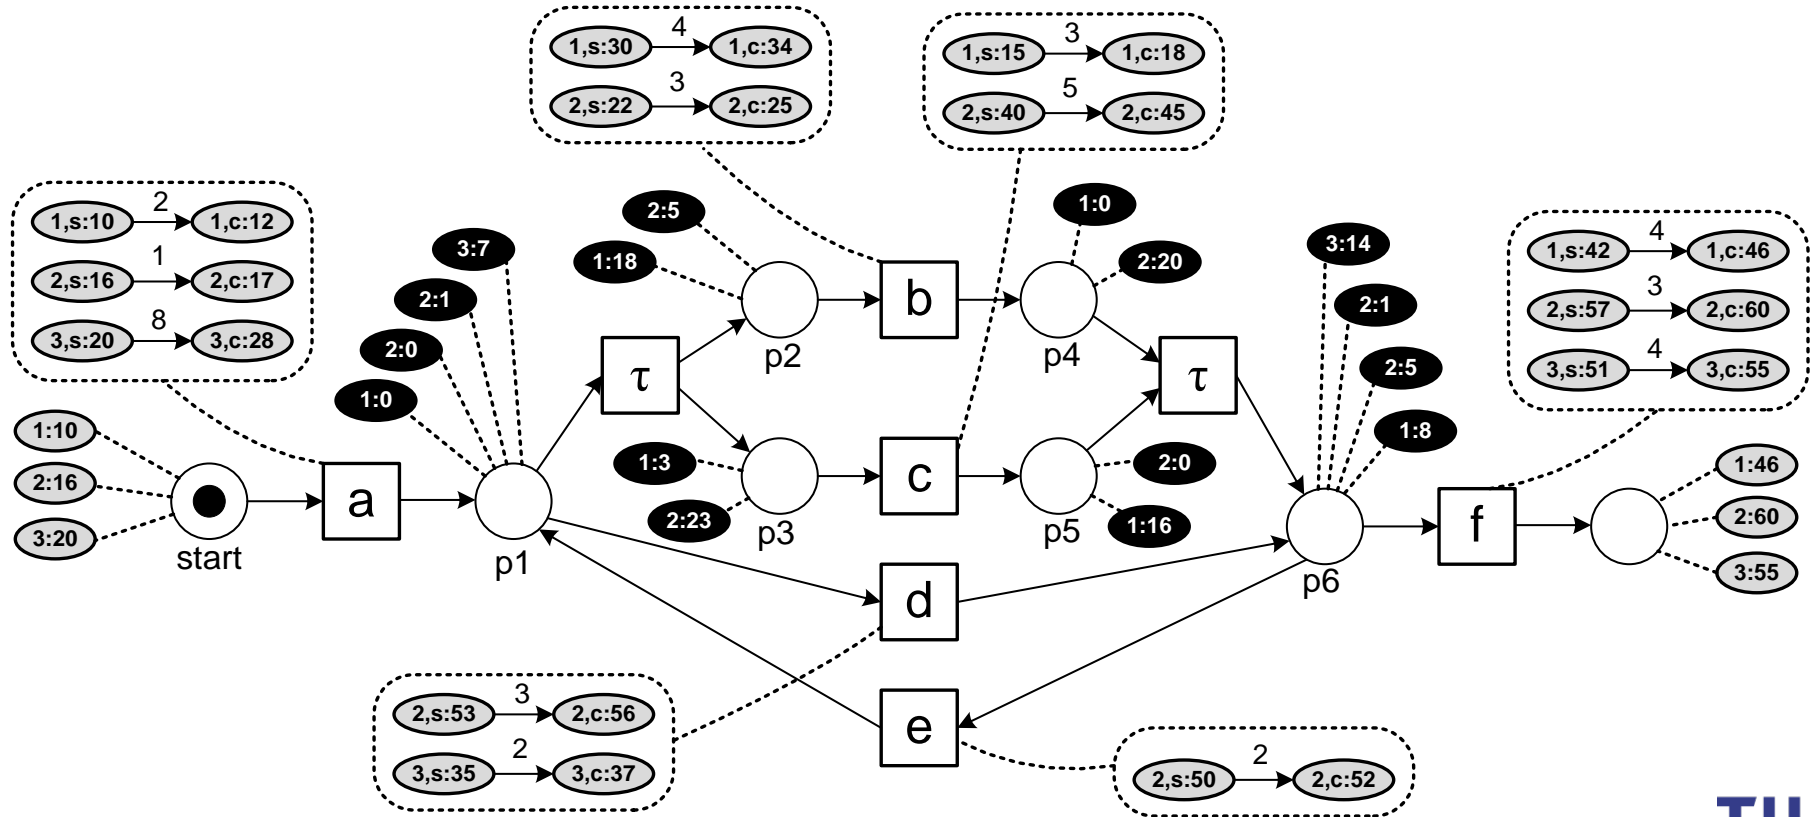 1,s:30 4 1,c:34
2,s:22 3 2,c:25
1,s:15 3 1,c:18
2,s:40 5 2,c:45
1,s:10 2 1,c:12
2,s:16 1 2,c:17
3,s:20 8 3,c:28
3:7
2:1
2:0
1:0
2:5
1:18
1:0
2:20
3:14
2:1
2:5
1:8
1,s:42 4 1,c:46
2,s:57 3 2,c:60
3,s:51 4 3,c:55
b
p2
p4
τ
τ
1:10
2:16
3:20
start
a
p1
1:3
2:23
p3
c
2:0
1:16
p5
p6
f
1:46
2:60
3:55
d
e
2,s:53 3 2,c:56
3,s:35 2 3,c:37
2,s:50 2 2,c:52